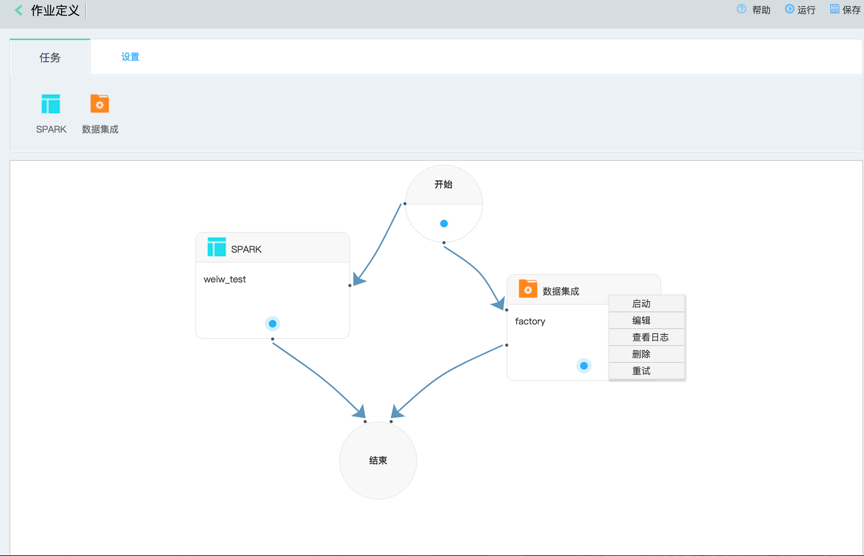 作业定义
帮助
运行
保存
任务
设置
SPARK
数据集成
开始
SPARK
weiw_test
数据集成
factory
启动
编辑
查看日志
删除
重试
结束